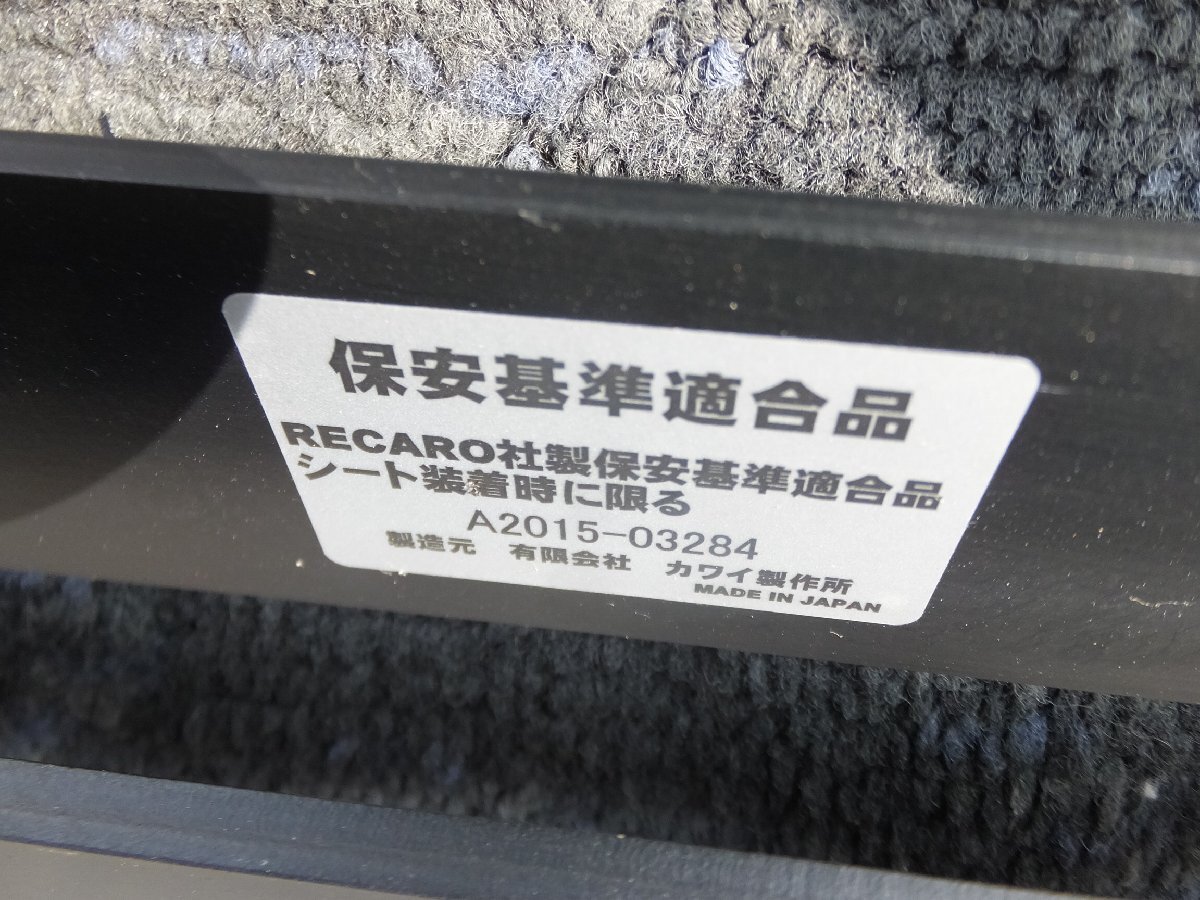 保安基準適合品
RECARO社製保安基準適合品
シート装着時に限る
A2015-03284
製造元 有限会社 カワイ製作所
MADE IN JAPAN